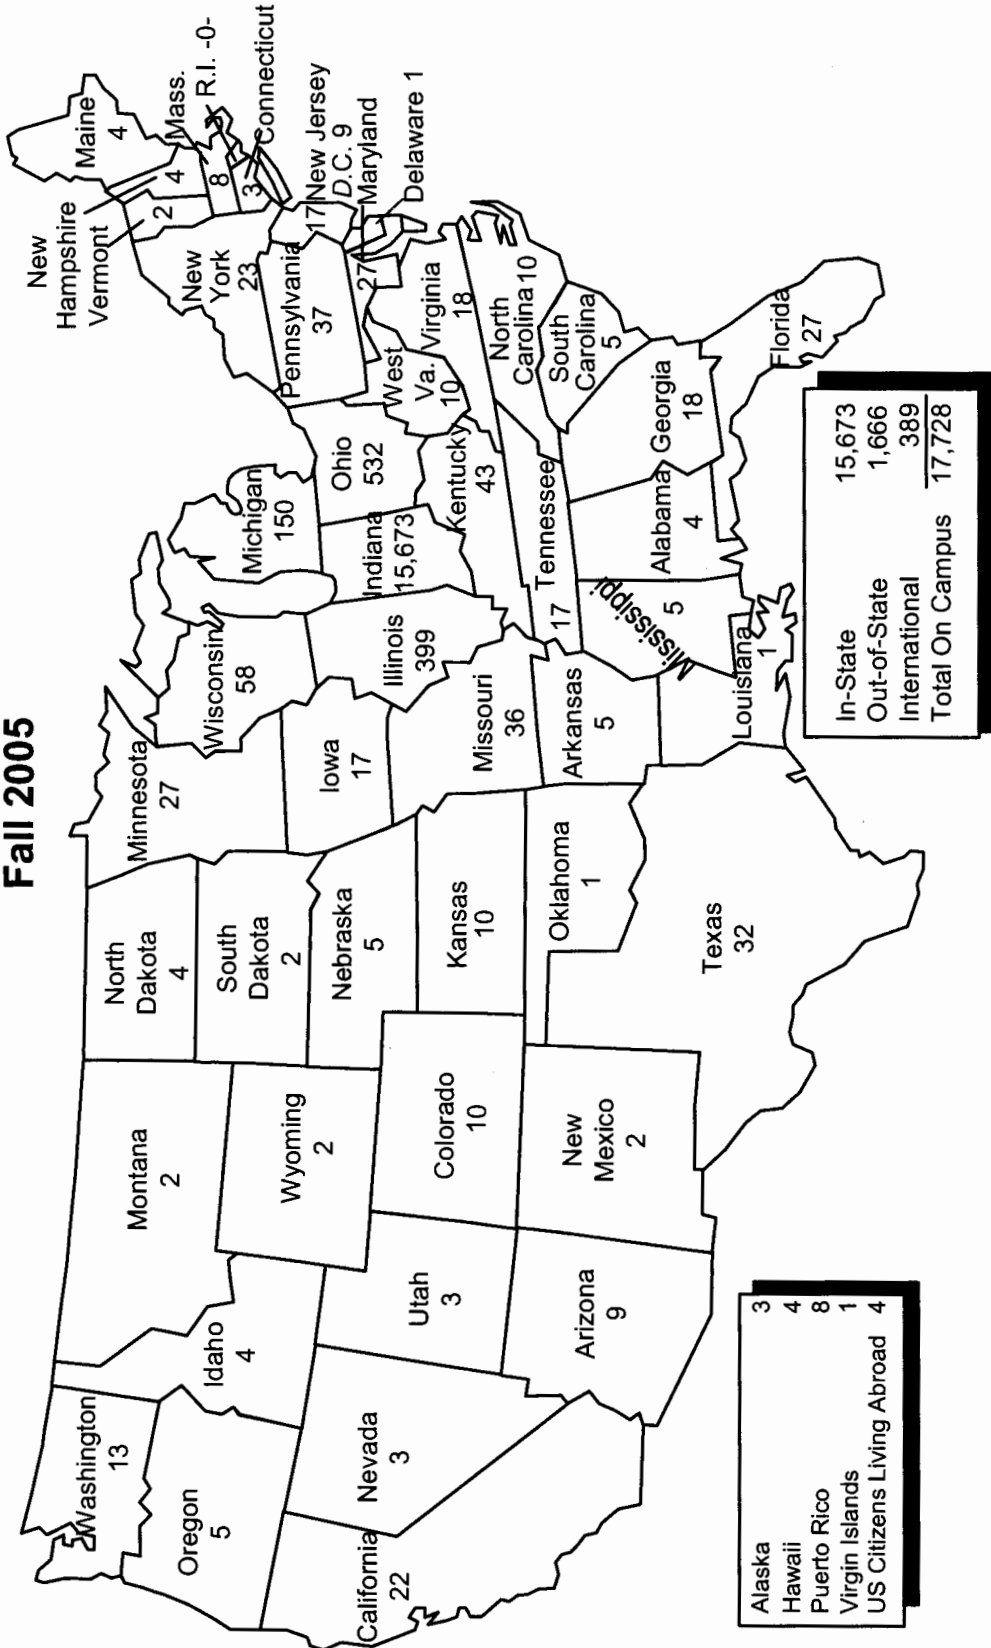 Fall 2005
Washington
13
Oregon
5
California
22
Idaho
4
Nevada
3
Montana
2
Wyoming
2
Utah
3
Arizona
9
Colorado
10
New
Mexico
2
North
Dakota
4
South
Dakota
2
Nebraska
5
Kansas
10
Oklahoma
1
Texas
32
Minnesota
27
Iowa
17
Missouri
36
Arkansas
5
Louisiana
1
Wisconsin
58
Illinois
399
Michigan
150
Indiana
15,673
Ohio
532
Kentucky
43
Tennessee
17
Mississippi
5
Alabama
4
Georgia
18
Florida
27
South
Carolina
5
North
Carolina 10
Virginia
18
West
Va.
10
Pennsylvania
37
New
York
23
New
Hampshire
Vermont
2
4
Maine
4
Mass.
8
R.I. -0-
Connecticut
3
New Jersey
17
D.C. 9
Maryland
27
Delaware 1
Alaska 3
Hawaii 4
Puerto Rico 8
Virgin Islands 1
US Citizens Living Abroad 4
In-State 15,673
Out-of-State 1,666
International 389
Total On Campus 17,728